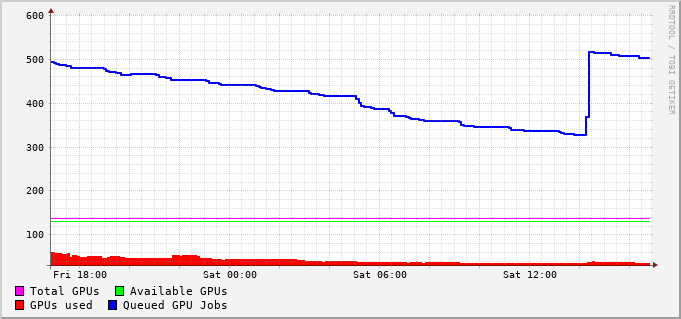 600
500
400
300
200
100
Fri 18:00 Sat 00:00 Sat 06:00 Sat 12:00
Total GPUs Available GPUs
GPUs used Queued GPU Jobs
RRDTOOL / TOBI OETIKER